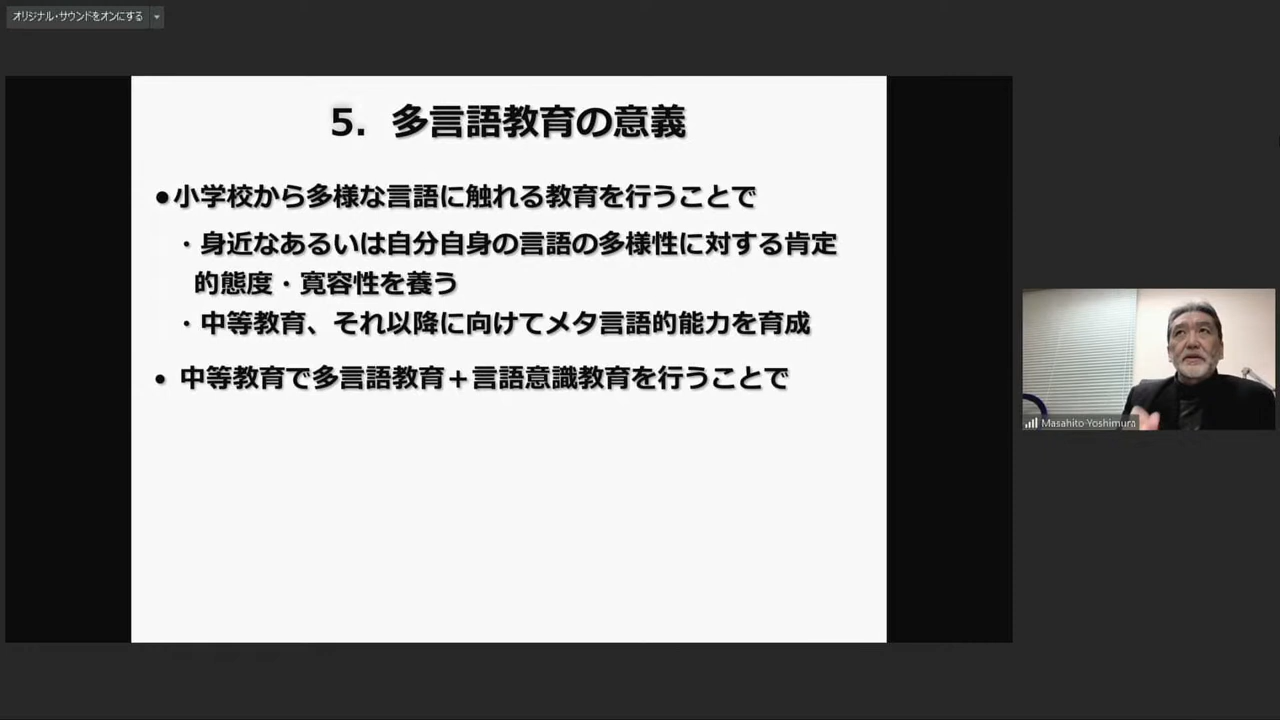 オリジナル・サウンドをオンにする
5. 多言語教育の意義
●小学校から多様な言語に触れる教育を行うことで
・身近なあるいは自分自身の言語の多様性に対する肯定
的態度・寛容性を養う
・中等教育、それ以降に向けてメタ言語的能力を育成
• 中等教育で多言語教育＋言語意識教育を行うことで
Masahito Yoshimura